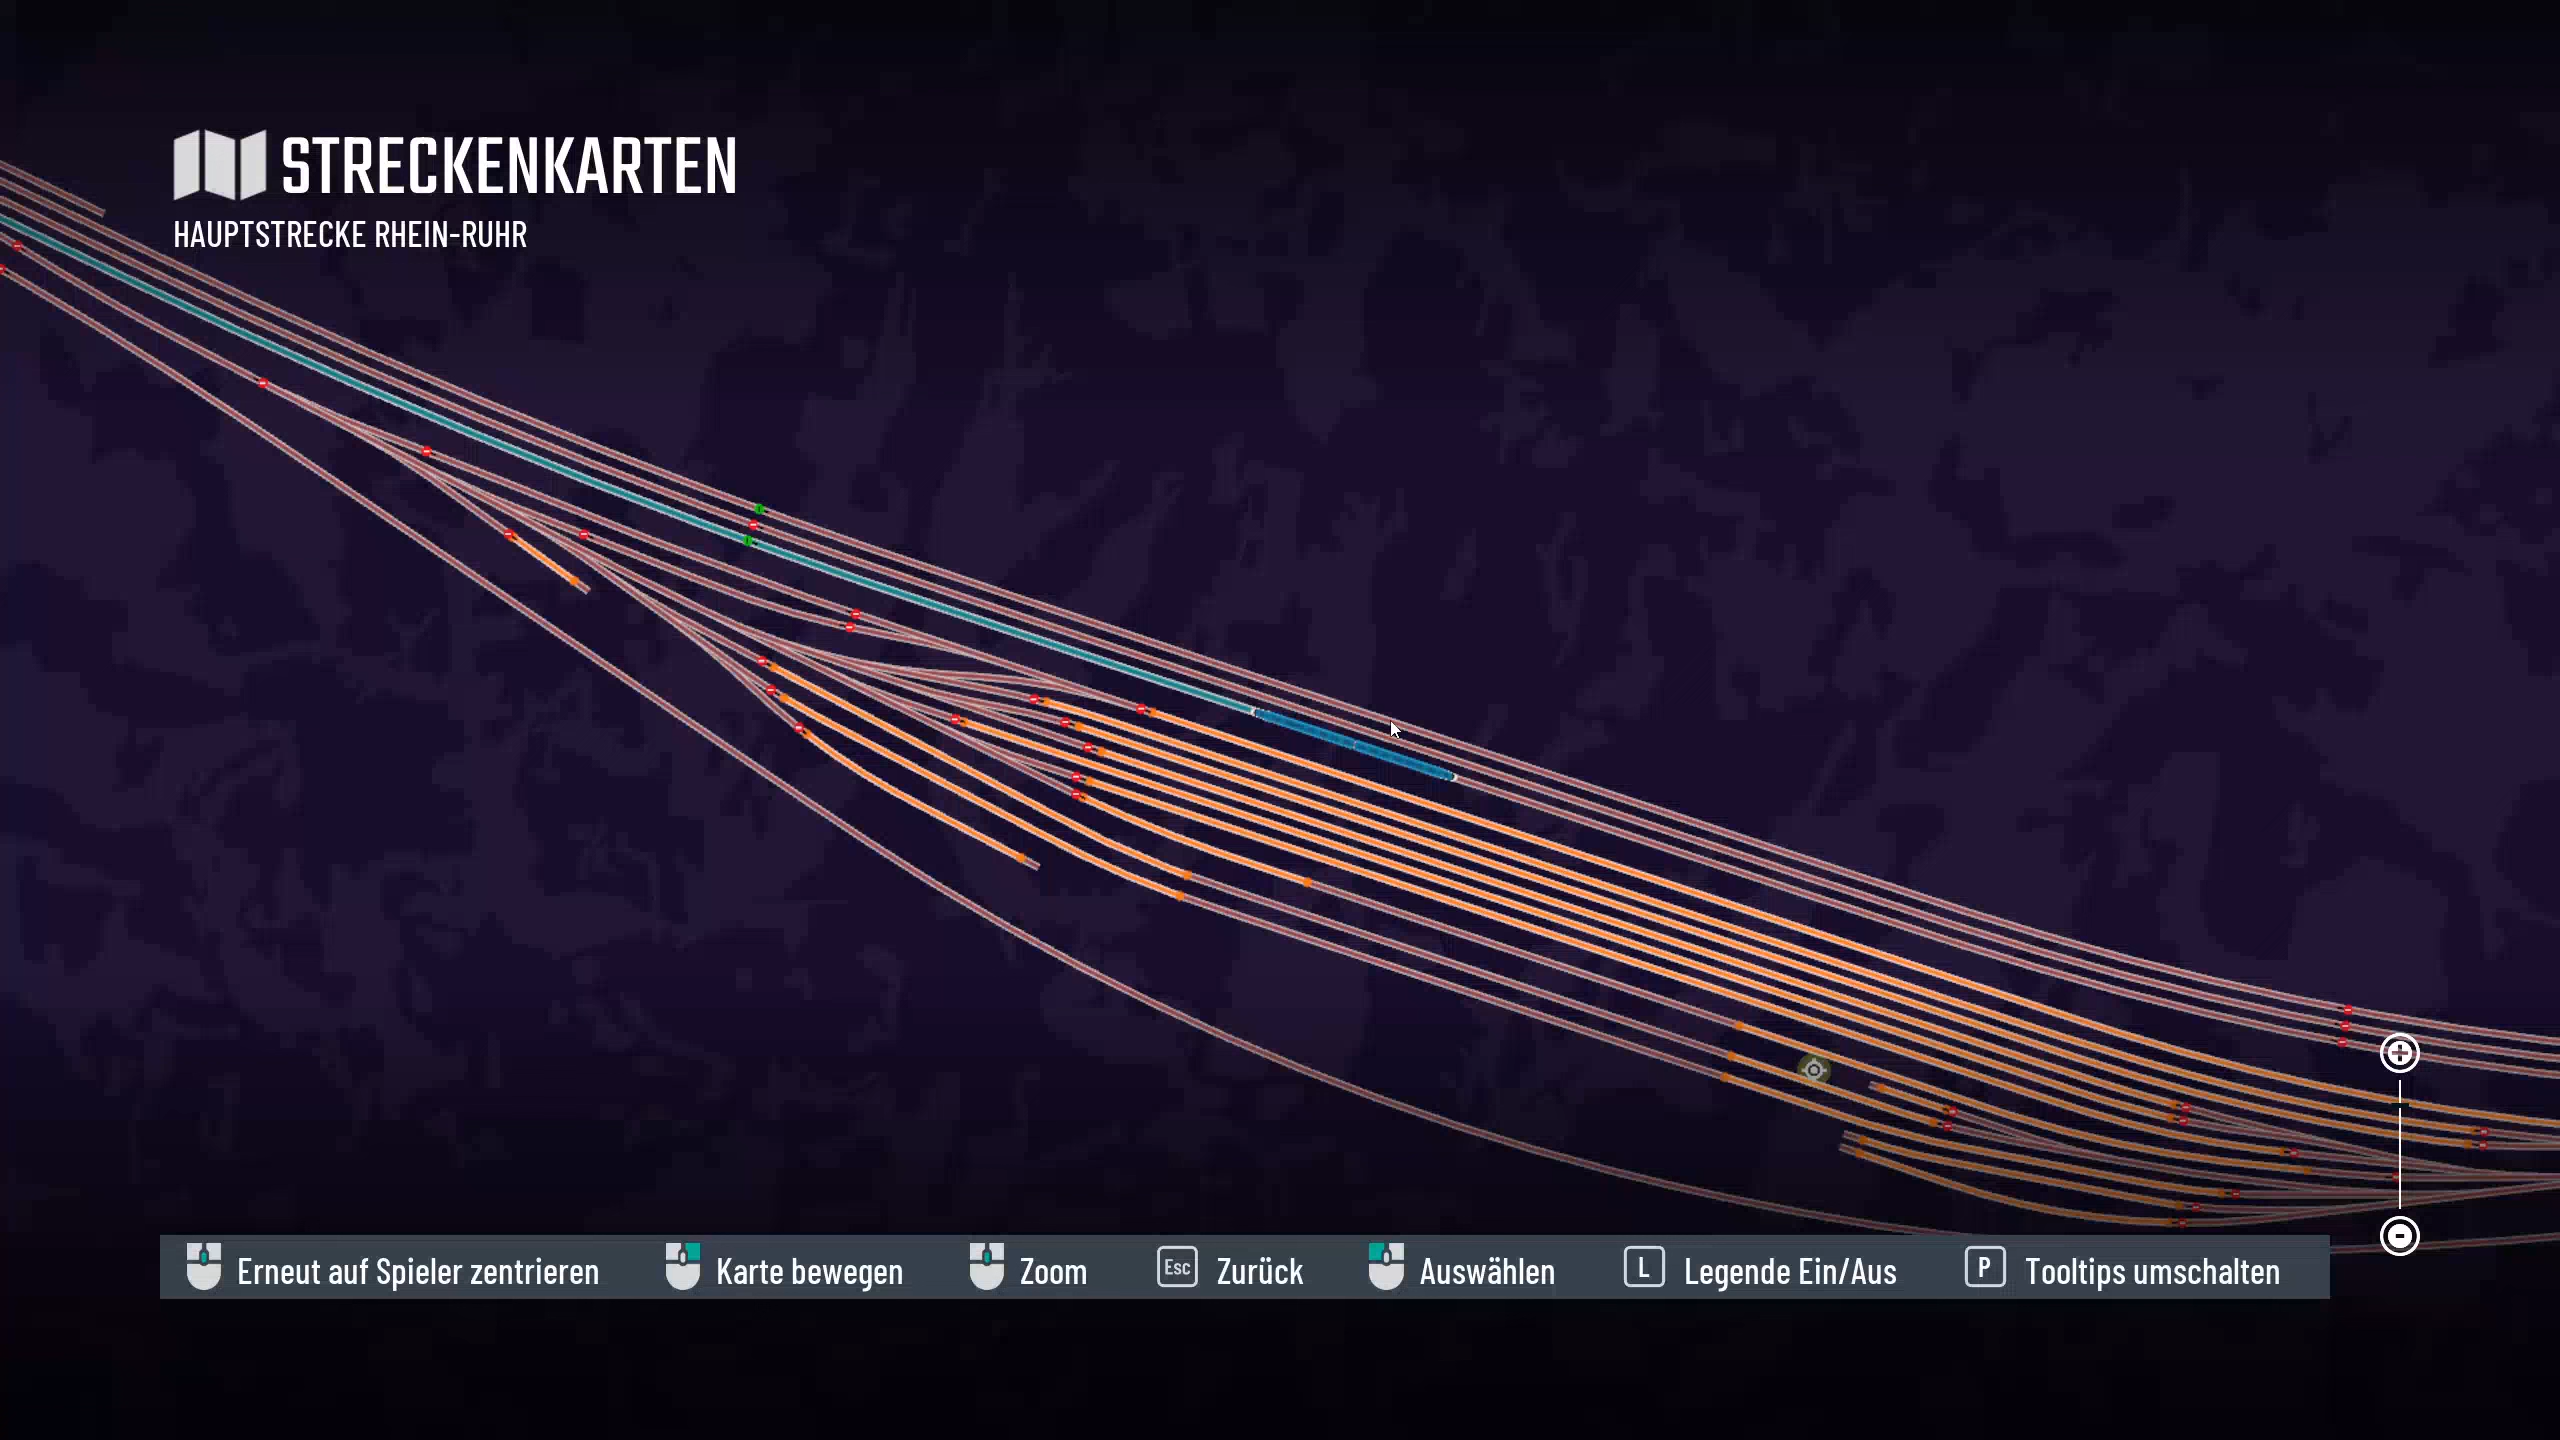 STRECKENKARTEN
HAUPTSTRECKE RHEIN-RUHR
Erneut auf Spieler zentrieren Karte bewegen Zoom Esc Zurück Auswählen L Legende Ein/Aus P Tooltips umschalten